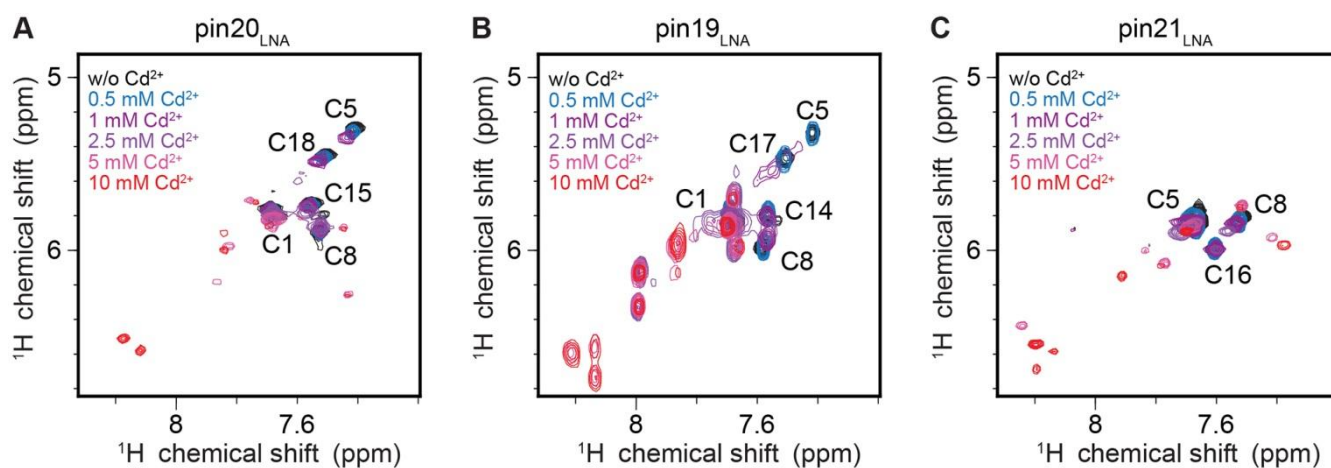 A
pin20LNA
w/o Cd²⁺
0.5 mM Cd²⁺
1 mM Cd²⁺
2.5 mM Cd²⁺
5 mM Cd²⁺
10 mM Cd²⁺
C5
C18
C15
C1
C8
5
6
8
7.6
¹H chemical shift (ppm)
¹H chemical shift (ppm)
B
pin19LNA
w/o Cd²⁺
0.5 mM Cd²⁺
1 mM Cd²⁺
2.5 mM Cd²⁺
5 mM Cd²⁺
10 mM Cd²⁺
C5
C17
C1
C14
C8
5
6
8
7.6
¹H chemical shift (ppm)
¹H chemical shift (ppm)
C
pin21LNA
w/o Cd²⁺
0.5 mM Cd²⁺
1 mM Cd²⁺
2.5 mM Cd²⁺
5 mM Cd²⁺
10 mM Cd²⁺
C5
C8
C16
5
6
8
7.6
¹H chemical shift (ppm)
¹H chemical shift (ppm)